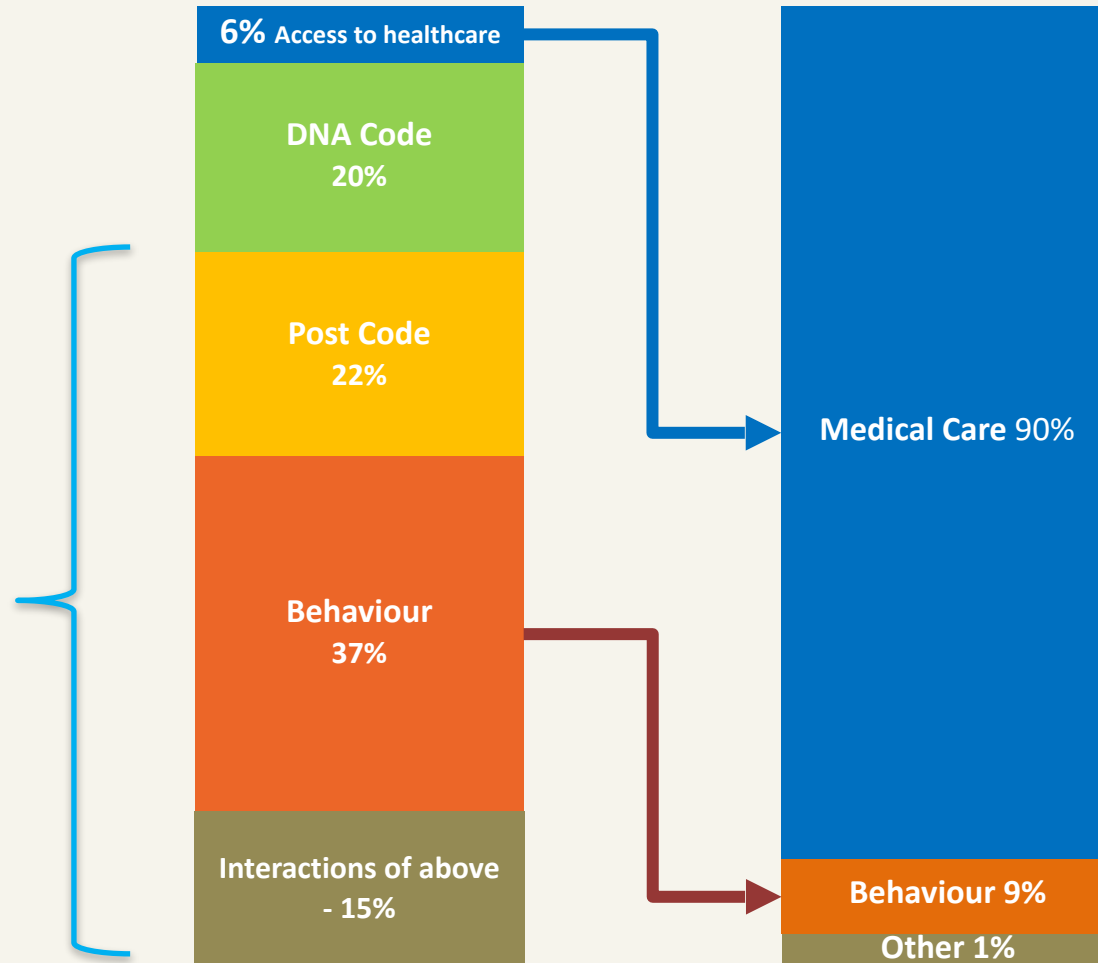 6% Access to healthcare
DNA Code
20%
Post Code
22%
Behaviour
37%
Interactions of above
- 15%
Medical Care 90%
Behaviour 9%
Other 1%